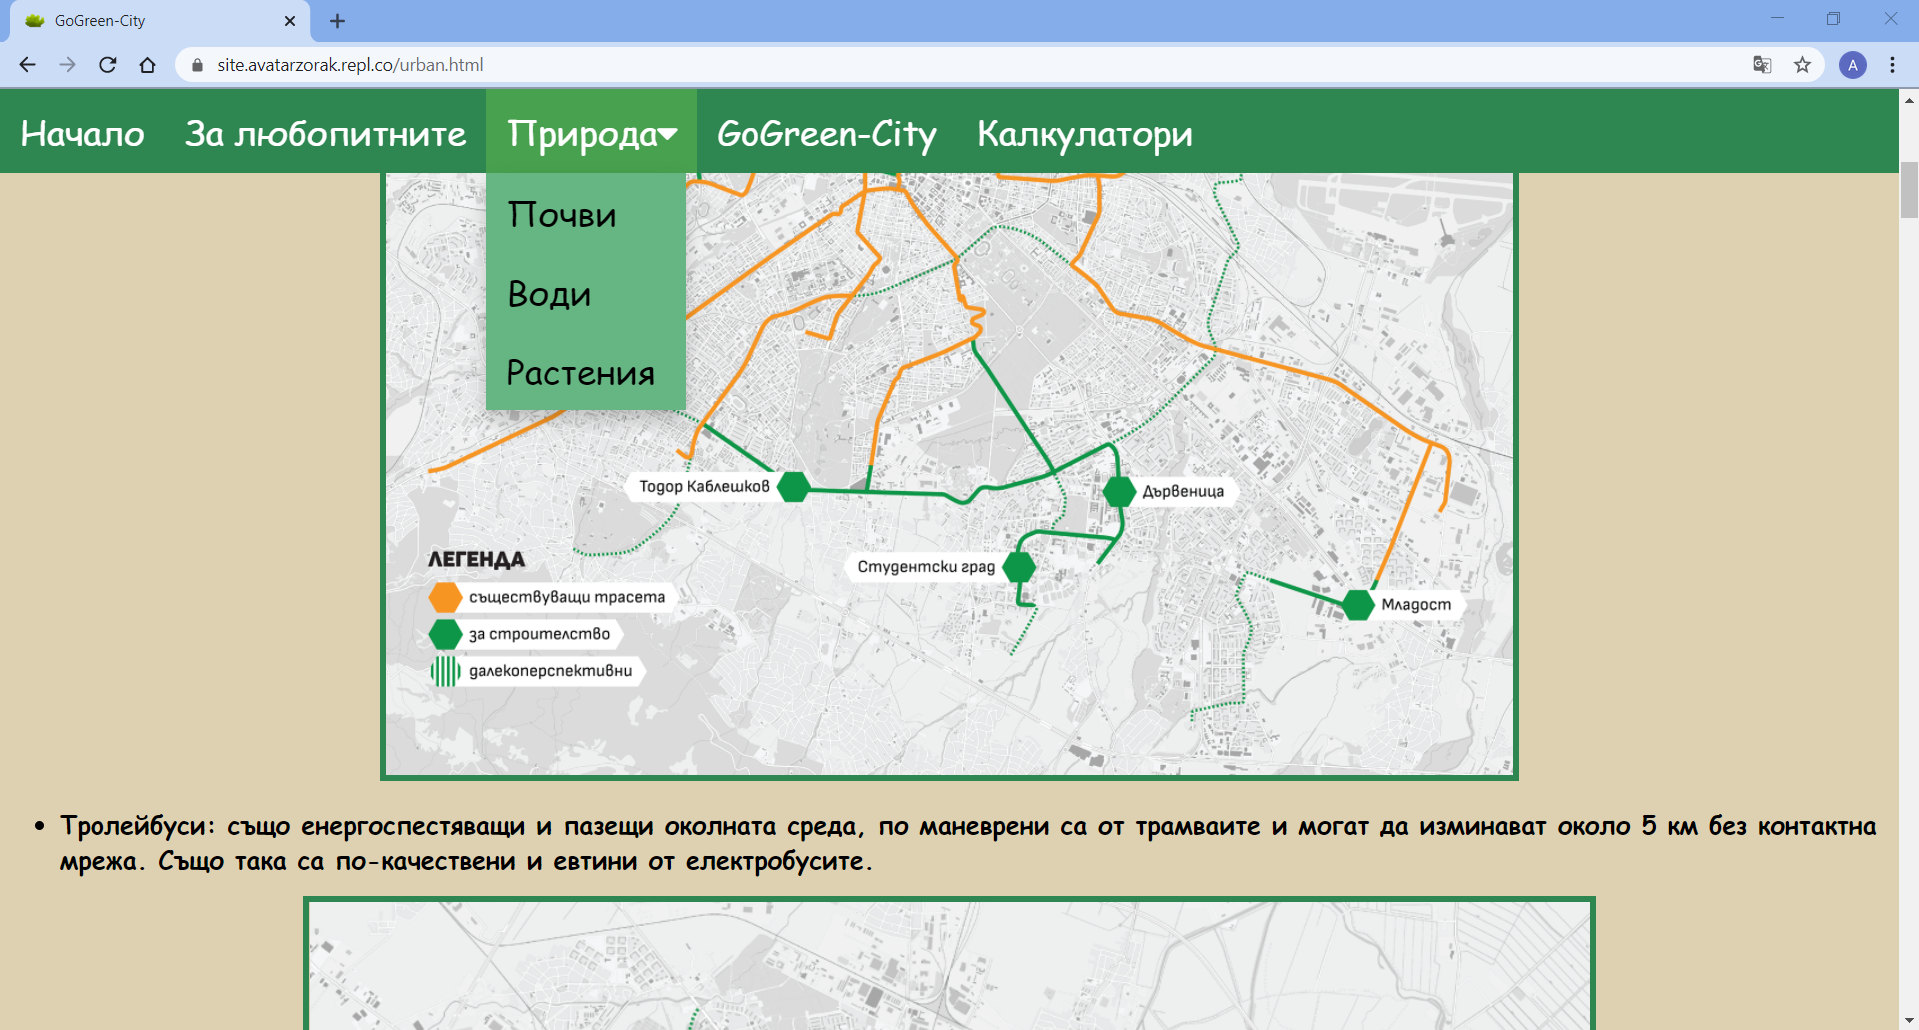 GoGreen-City
site.avatarzorak.repl.co/urban.html
A
Начало За любопитните Природа GoGreen-City Калкулатори
Почви
Води
Растения
Тодор Каблешков
Дървеница
Студентски град
Младост
ЛЕГЕНДА
съществуващи трасета
за строителство
далекоперспективни
• Тролейбуси: също енергоспестяващи и пазещи околната среда, по маневрени са от трамваите и могат да изминават около 5 км без контактна
мрежа. Също така са по-качествени и евтини от електробусите.